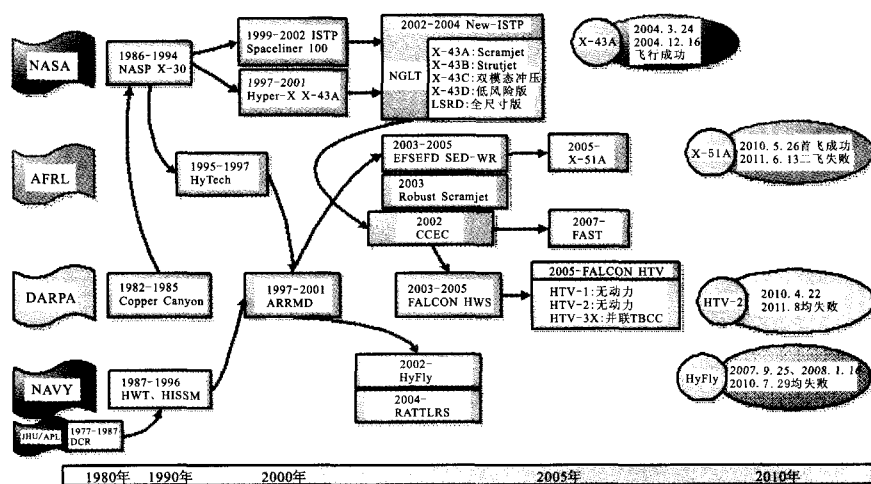 NASA
1986-1994
NASP X-30
1999-2002 ISTP
Spaceliner 100
1997-2001
Hyper-X X-43A
2002-2004 New-ISTP
NGLT
X-43A:Scramjet
X-43B:Strutjet
X-43C:双模态冲压
X-43D:低风险版
LSRD:全尺寸版
X-43A
2004.3.24
2004.12.16
飞行成功
AFRL
1995-1997
HyTech
2003-2005
EFSEFD SED-WR
2003
Robust Scramjet
2002
CCEC
2005-
X-51A
2007-
FAST
X-51A
2010.5.26首飞成功
2011.6.13二飞失败
DARPA
1982-1985
Copper Canyon
1997-2001
ARRMD
2003-2005
FALCON HWS
2005-FALCON HTV
HTV-1:无动力
HTV-2:无动力
HTV-3X:并联TBCC
HTV-2
2010.4.22
2011.8均失败
NAVY
1987-1996
HWT、HISSM
2002-
HyFly
2004-
RATTLRS
HyFly
2007.9.25、2008.1.16
2010.7.29均失败
JHU/APL
1977-1987
DCR
1980年
1990年
2000年
2005年
2010年